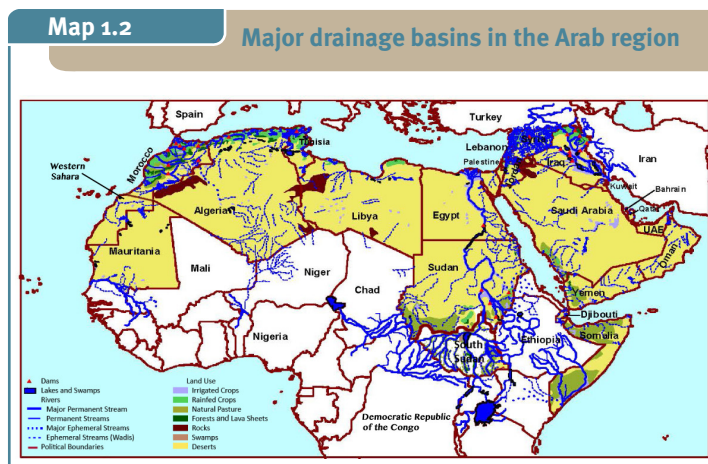 Map 1.2
Major drainage basins in the Arab region
Spain
Turkey
Tunisia
Lebanon
Palestine
Iraq
Iran
Morocco
Western
Sahara
Kuwait
Bahrain
Qatar
Algeria
Libya
Egypt
Saudi Arabia
UAE
Oman
Mauritania
Mali
Niger
Chad
Sudan
Yemen
Djibouti
Nigeria
South
Sudan
Ethiopia
Somalia
Democratic Republic
of the Congo
Dams
Lakes and Swamps
Rivers
Major Permanent Stream
Permanent Streams
Major Ephemeral Streams
Ephemeral Streams (Wadis)
Political Boundaries
Land Use
Irrigated Crops
Rainfed Crops
Natural Pasture
Forests and Lava Sheets
Rocks
Swamps
Deserts